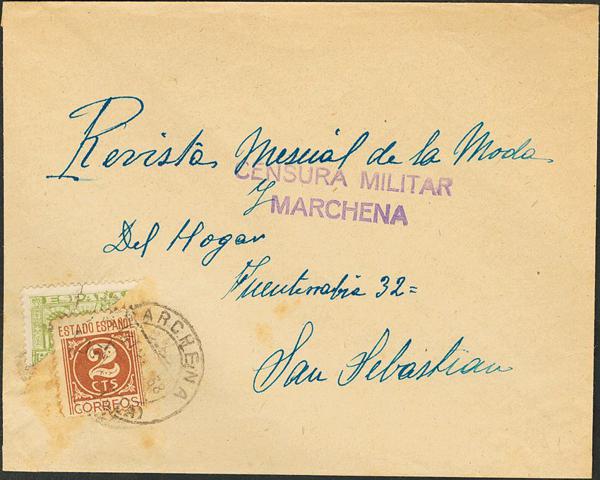 Revista Mesual de la Moda
CENSURA MILITAR
Y
MARCHENA
Del Hogar
Fuenterrabia 32=
San Sebastian
MARCHENA
ESTADO ESPAÑOL
2
CTS
CORREOS